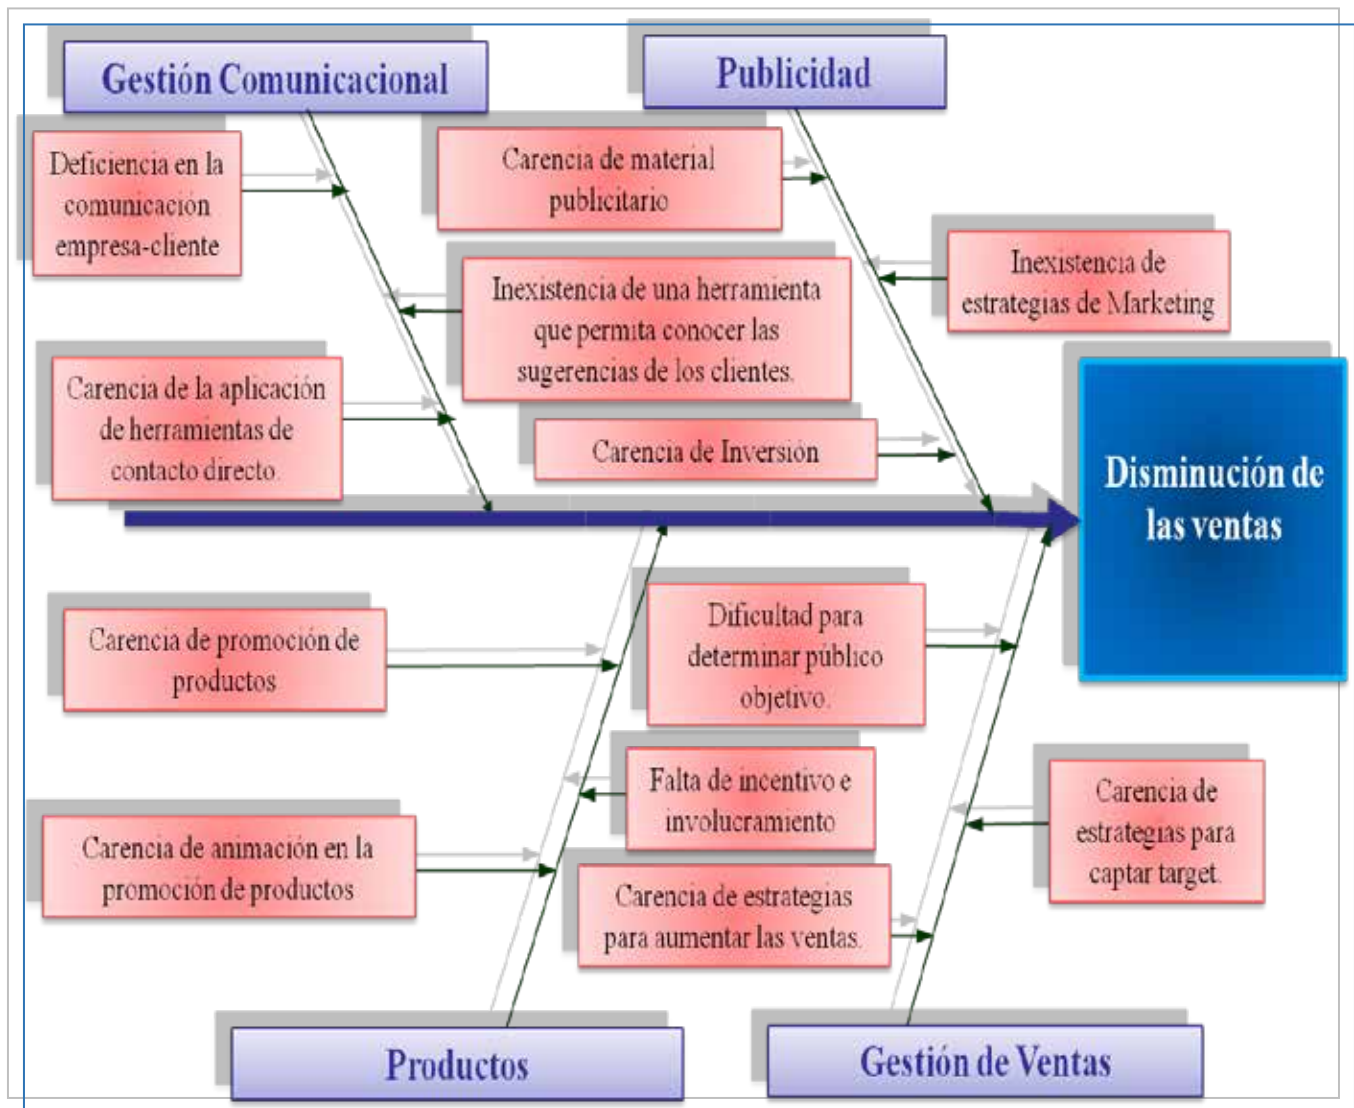 Gestión Comunicacional
Publicidad
Deficiencia en la
comunicación
empresa-cliente
Carencia de material
publicitario
Inexistencia de
estrategias de Marketing
Inexistencia de una herramienta
que permita conocer las
sugerencias de los clientes.
Carencia de la aplicación
de herramientas de
contacto directo.
Carencia de Inversión
Disminución de
las ventas
Carencia de promoción de
productos
Dificultad para
determinar público
objetivo.
Falta de incentivo e
involucramiento
Carencia de
estrategias para
captar target.
Carencia de animación en la
promoción de productos
Carencia de estrategias
para aumentar las ventas.
Productos
Gestión de Ventas